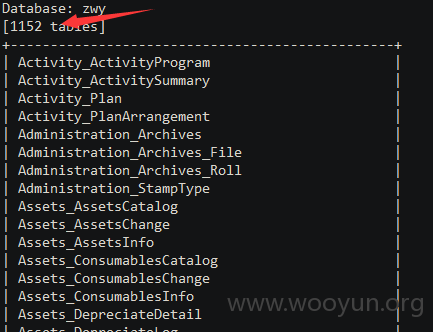 Database: zwy
[1152 tables]
+------------------------------------------------+
| Activity_ActivityProgram |
| Activity_ActivitySummary |
| Activity_Plan |
| Activity_PlanArrangement |
| Administration_Archives |
| Administration_Archives_File |
| Administration_Archives_Roll |
| Administration_StampType |
| Assets_AssetsCatalog |
| Assets_AssetsChange |
| Assets_AssetsInfo |
| Assets_ConsumablesCatalog |
| Assets_ConsumablesChange |
| Assets_ConsumablesInfo |
| Assets_DepreciateDetail |
| Assets_DepreciateLog |
www.wooyun.org